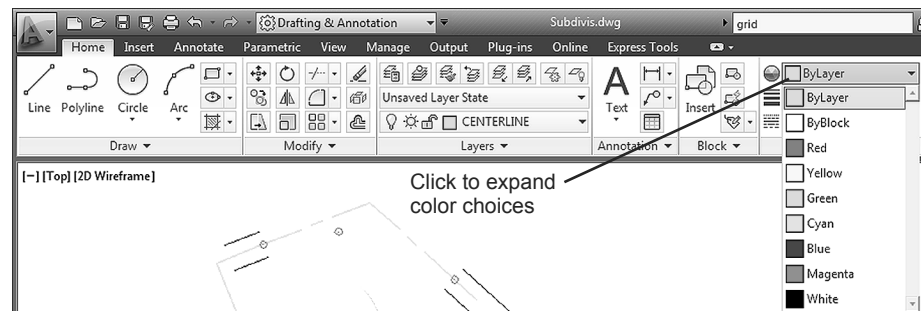 Drafting & Annotation Subdivis.dwg grid
Home Insert Annotate Parametric View Manage Output Plug-ins Online Express Tools
ByLayer
Unsaved Layer State
Line Polyline Circle Arc Text Insert
CENTERLINE
Draw Modify Layers Annotation Block
ByLayer
ByBlock
Red
Yellow
Green
Cyan
Blue
Magenta
White
[−] [Top] [2D Wireframe]
Click to expand
color choices